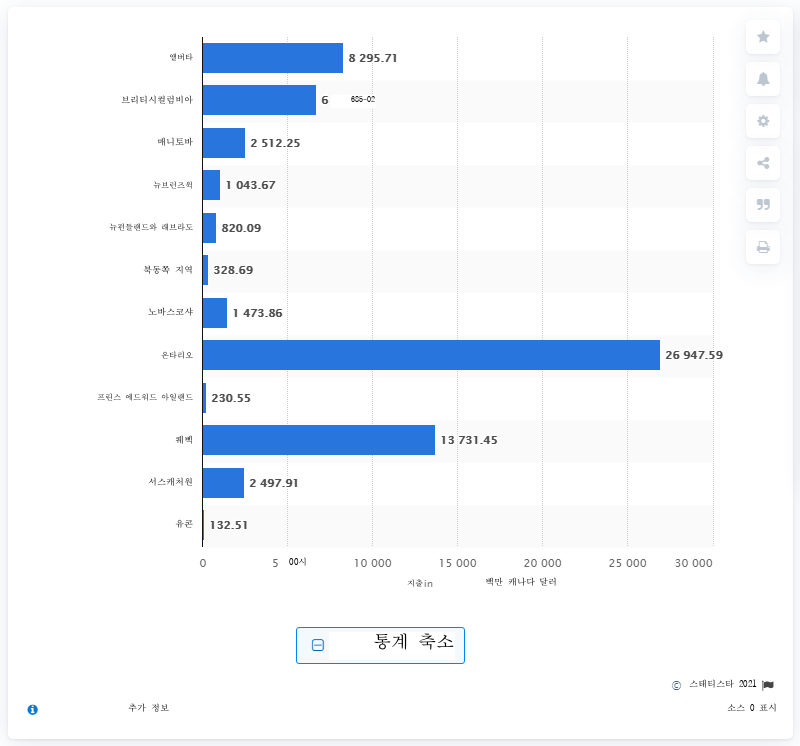 앨버타 8 295.71
브리티시컬럼비아 6 685-02
매니토바 2 512.25
뉴브런즈윅 1 043.67
뉴펀들랜드와 래브라도 820.09
북동쪽 지역 328.69
노바스코샤 1 473.86
온타리오 26 947.59
프린스 에드워드 아일랜드 230.55
퀘벡 13 731.45
서스캐처원 2 497.91
유콘 132.51
0 5 00시 10 000 15 000 20 000 25 000 30 000
지출in 백만 캐나다 달러
통계 축소
© 스태티스타 2021
추가 정보 소스 0 표시